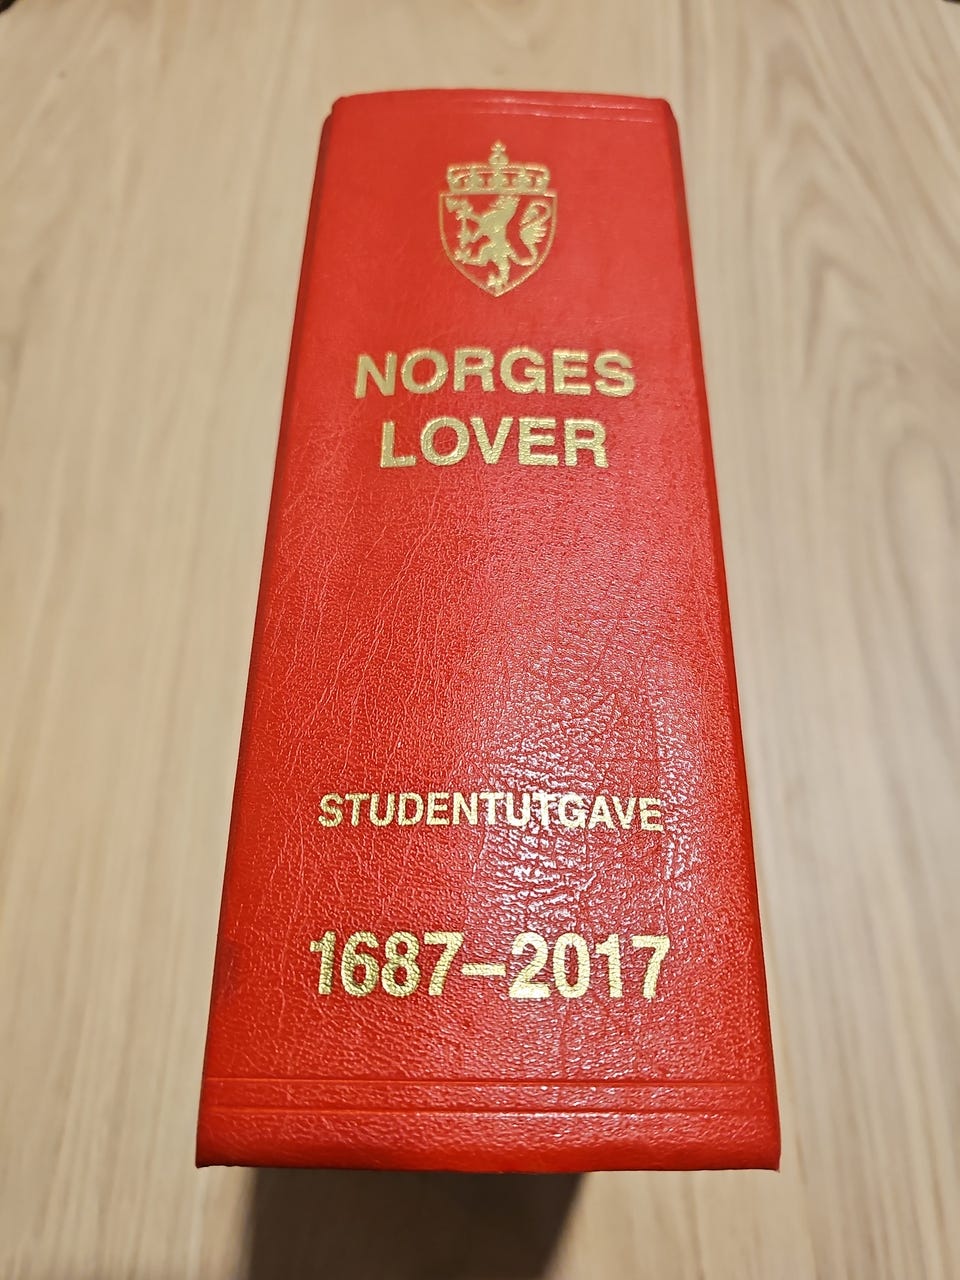 NORGES
LOVER
STUDENTUTGAVE
1687–2017